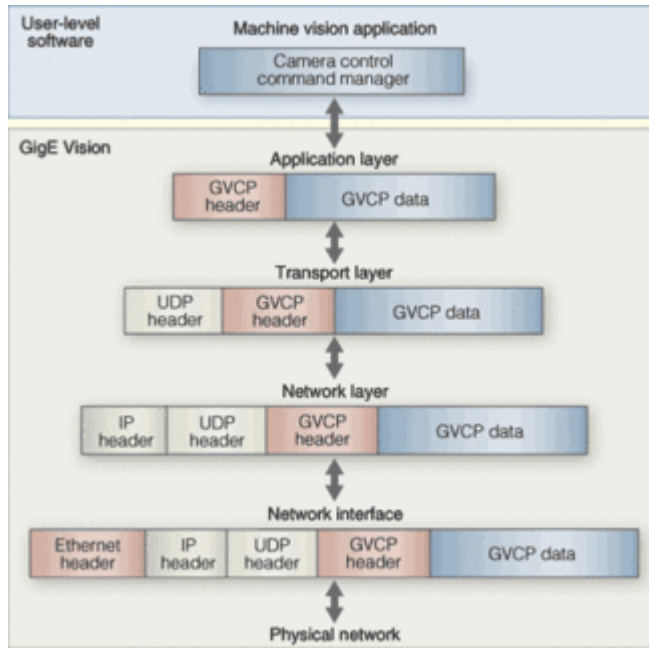 User-level
software
Machine vision application
Camera control
command manager
GigE Vision
Application layer
GVCP
header
GVCP data
Transport layer
UDP
header
GVCP
header
GVCP data
Network layer
IP
header
UDP
header
GVCP
header
GVCP data
Network interface
Ethernet
header
IP
header
UDP
header
GVCP
header
GVCP data
Physical network